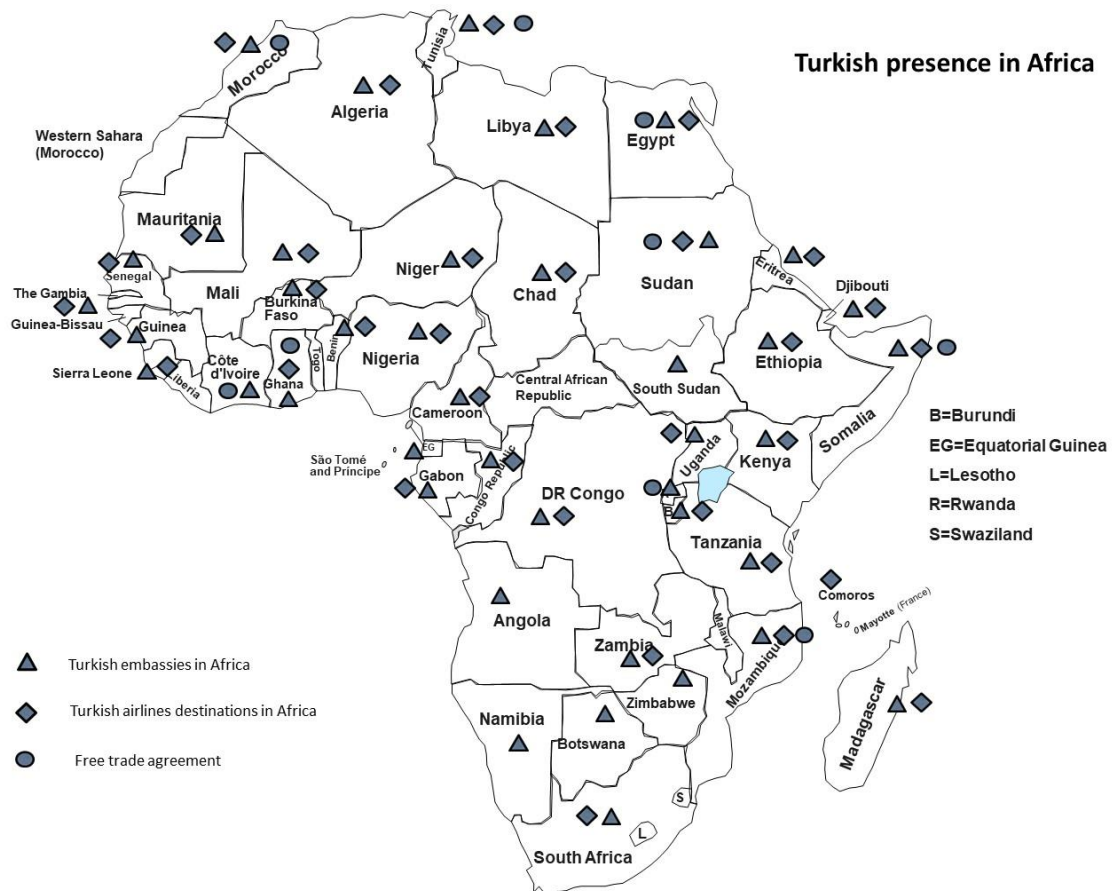 Turkish presence in Africa
Tunisia
Morocco
Algeria
Libya
Egypt
Western Sahara
(Morocco)
Mauritania
Senegal
The Gambia
Guinea-Bissau
Guinea
Sierra Leone
Liberia
Mali
Burkina
Faso
Côte
d'Ivoire
Ghana
Togo
Benin
Niger
Nigeria
Chad
Sudan
Eritrea
Djibouti
Ethiopia
South Sudan
Central African
Republic
Cameroon
EG
São Tomé
and Príncipe
Gabon
Congo Republic
DR Congo
Uganda
Kenya
Somalia
B
Tanzania
Comoros
Mayotte (France)
Angola
Zambia
Malawi
Mozambique
Zimbabwe
Namibia
Botswana
Madagascar
S
L
South Africa
B=Burundi
EG=Equatorial Guinea
L=Lesotho
R=Rwanda
S=Swaziland
Turkish embassies in Africa
Turkish airlines destinations in Africa
Free trade agreement